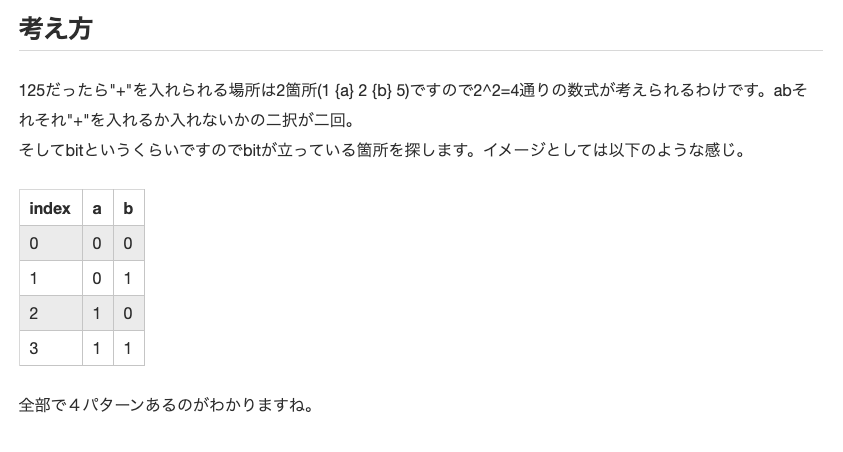 考え方
125だったら"+"を入れられる場所は2箇所(1 {a} 2 {b} 5)ですので2^2=4通りの数式が考えられるわけです。abそ
れそれ"+"を入れるか入れないかの二択が二回。
そしてbitというくらいですのでbitが立っている箇所を探します。イメージとしては以下のような感じ。
index a b
0 0 0
1 0 1
2 1 0
3 1 1
全部で４パターンあるのがわかりますね。